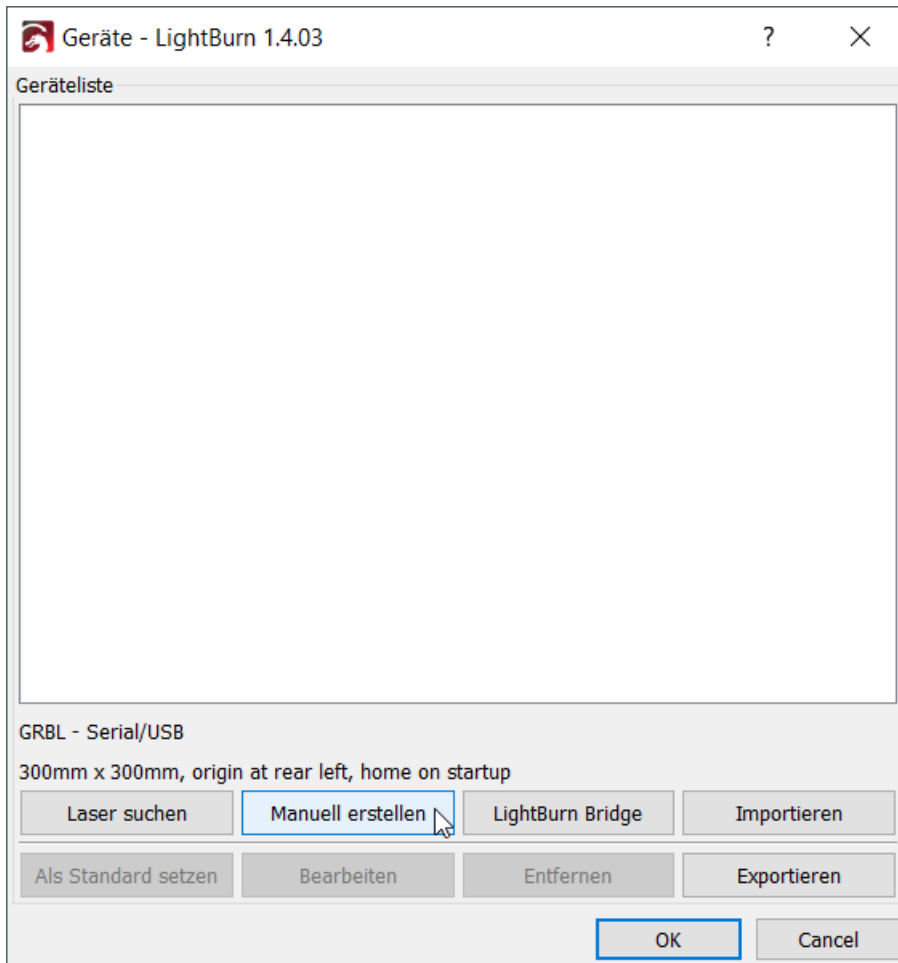 Geräte - LightBurn 1.4.03 ?
Geräteliste
GRBL - Serial/USB
300mm x 300mm, origin at rear left, home on startup
Laser suchen Manuell erstellen LightBurn Bridge Importieren
Als Standard setzen Bearbeiten Entfernen Exportieren
OK Cancel